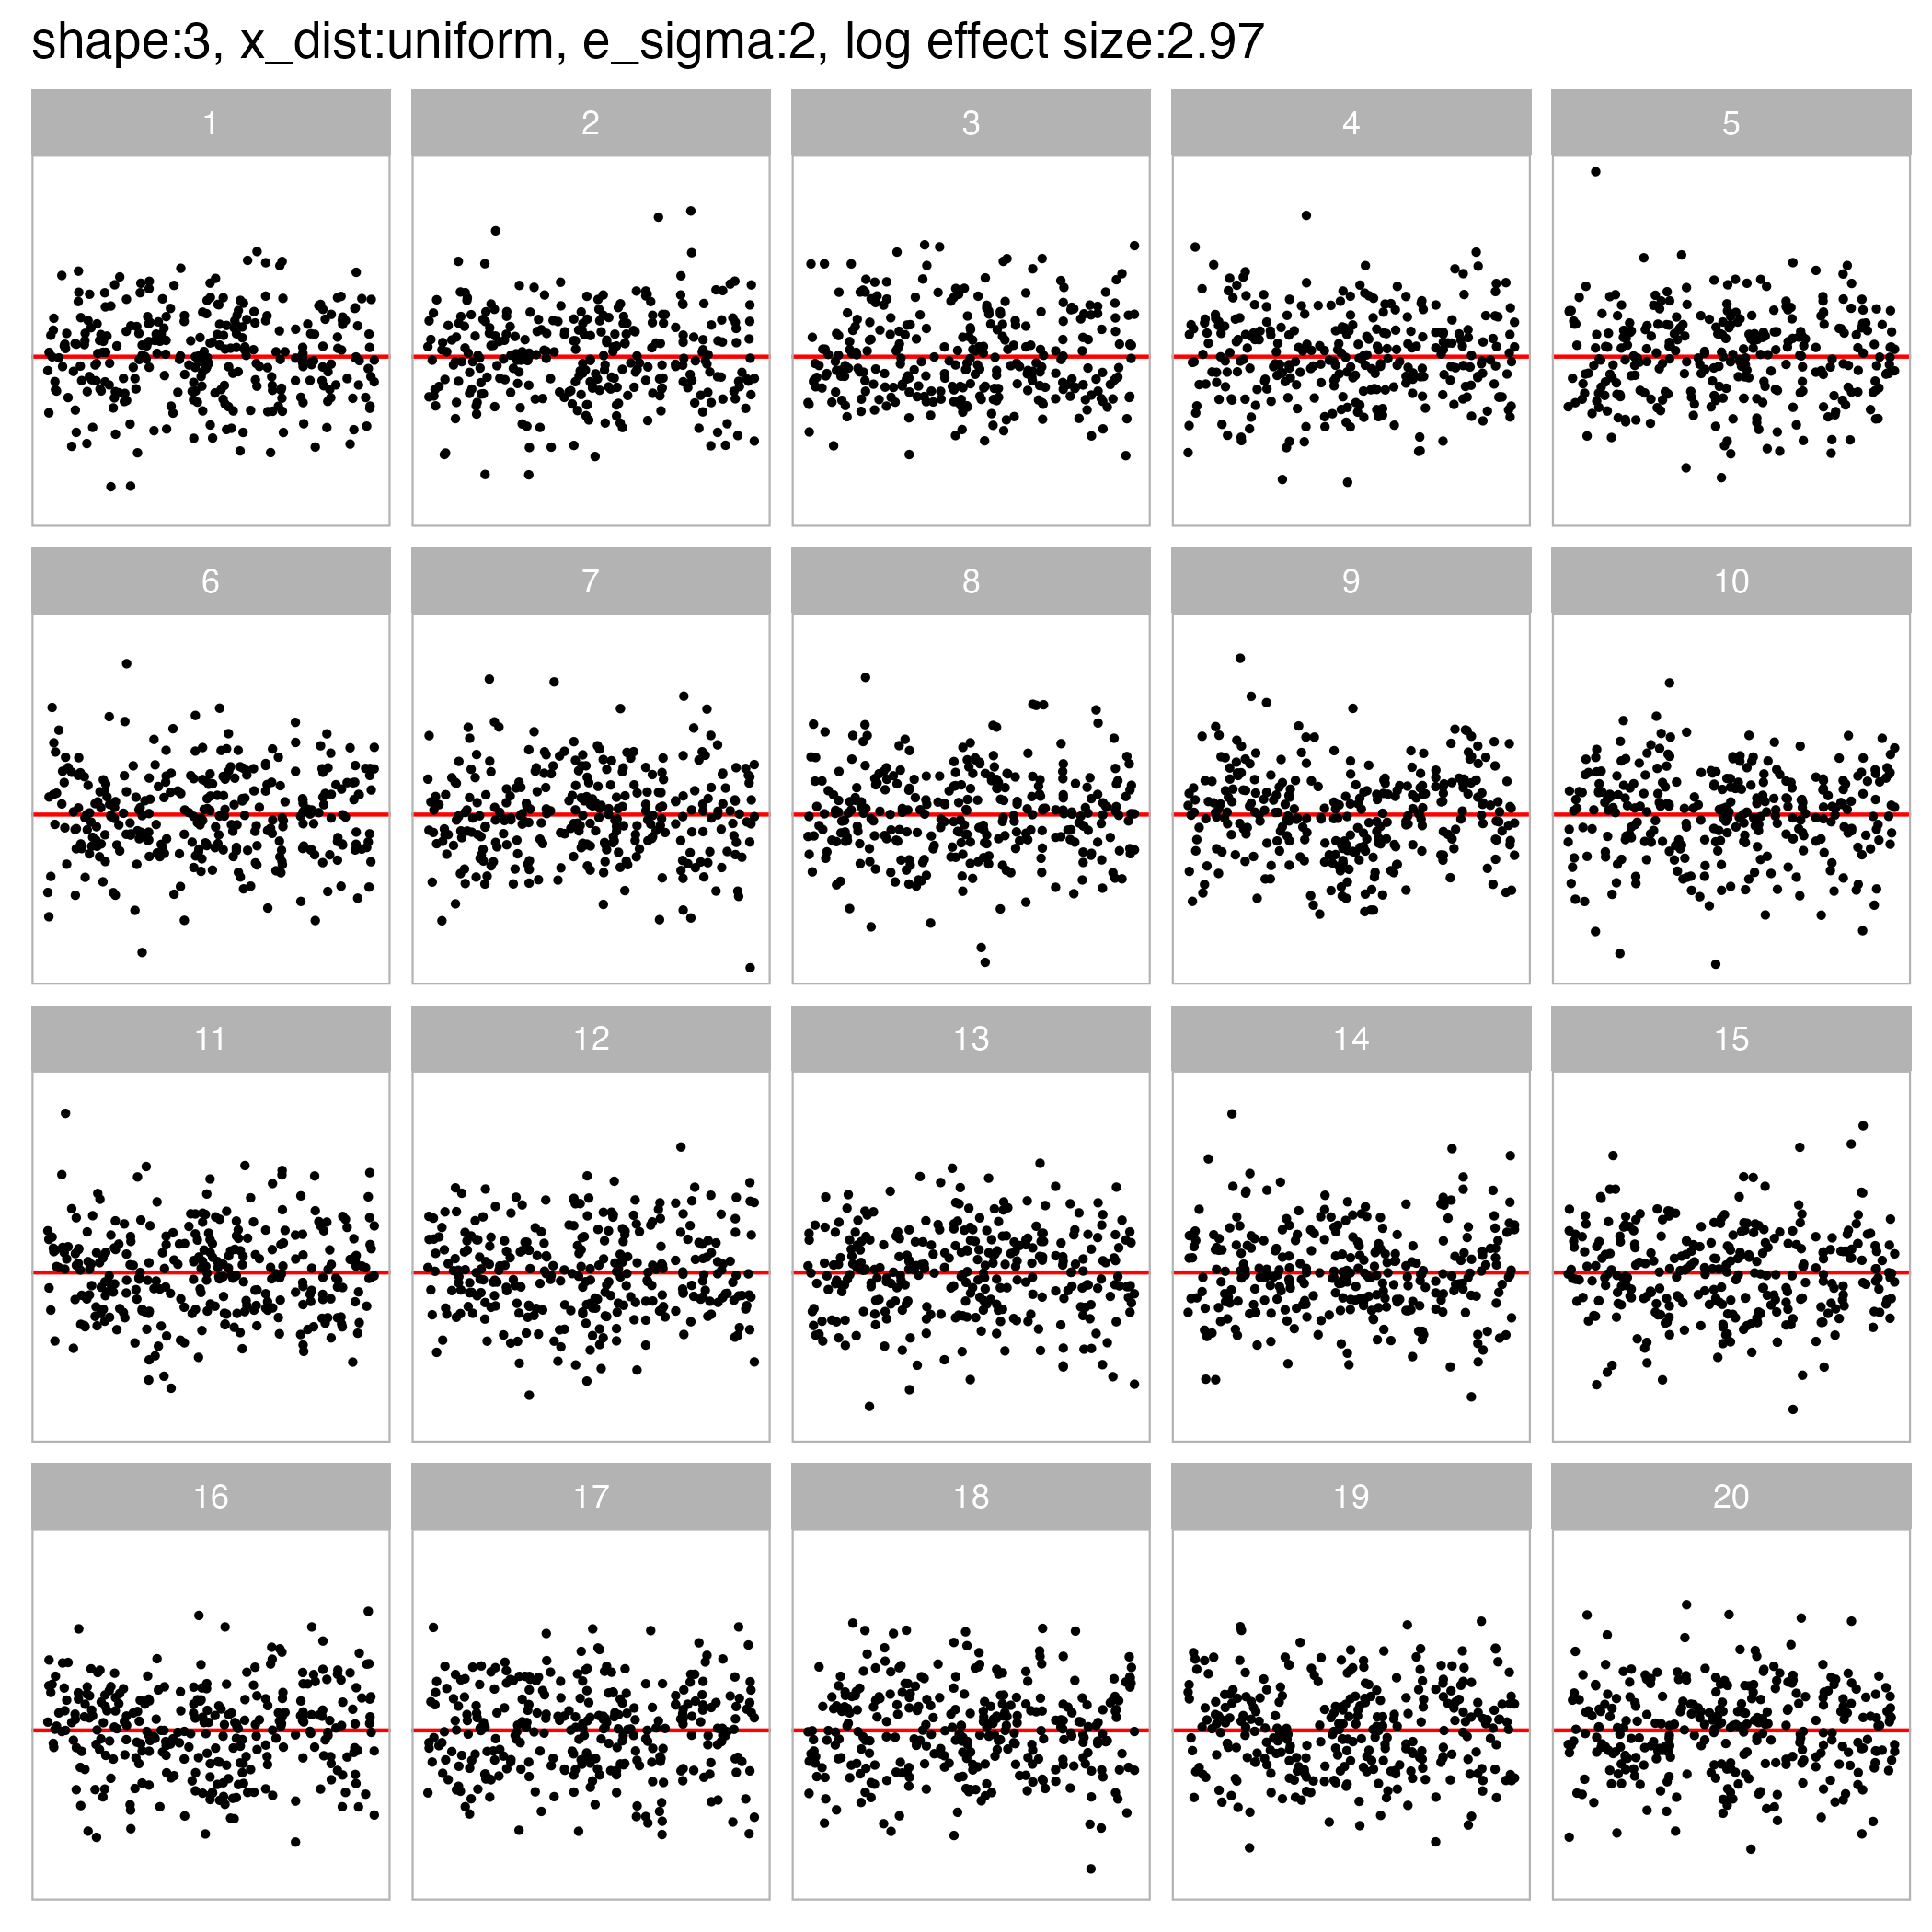 shape:3, x_dist:uniform, e_sigma:2, log effect size:2.97
1 2 3 4 5
6 7 8 9 10
11 12 13 14 15
16 17 18 19 20